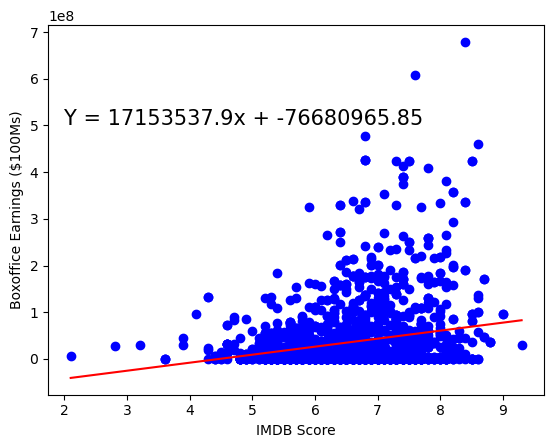 1e8
7
6
5
4
3
2
1
0
Boxoffice Earnings ($100Ms)
Y = 17153537.9x + -76680965.85
2 3 4 5 6 7 8 9
IMDB Score